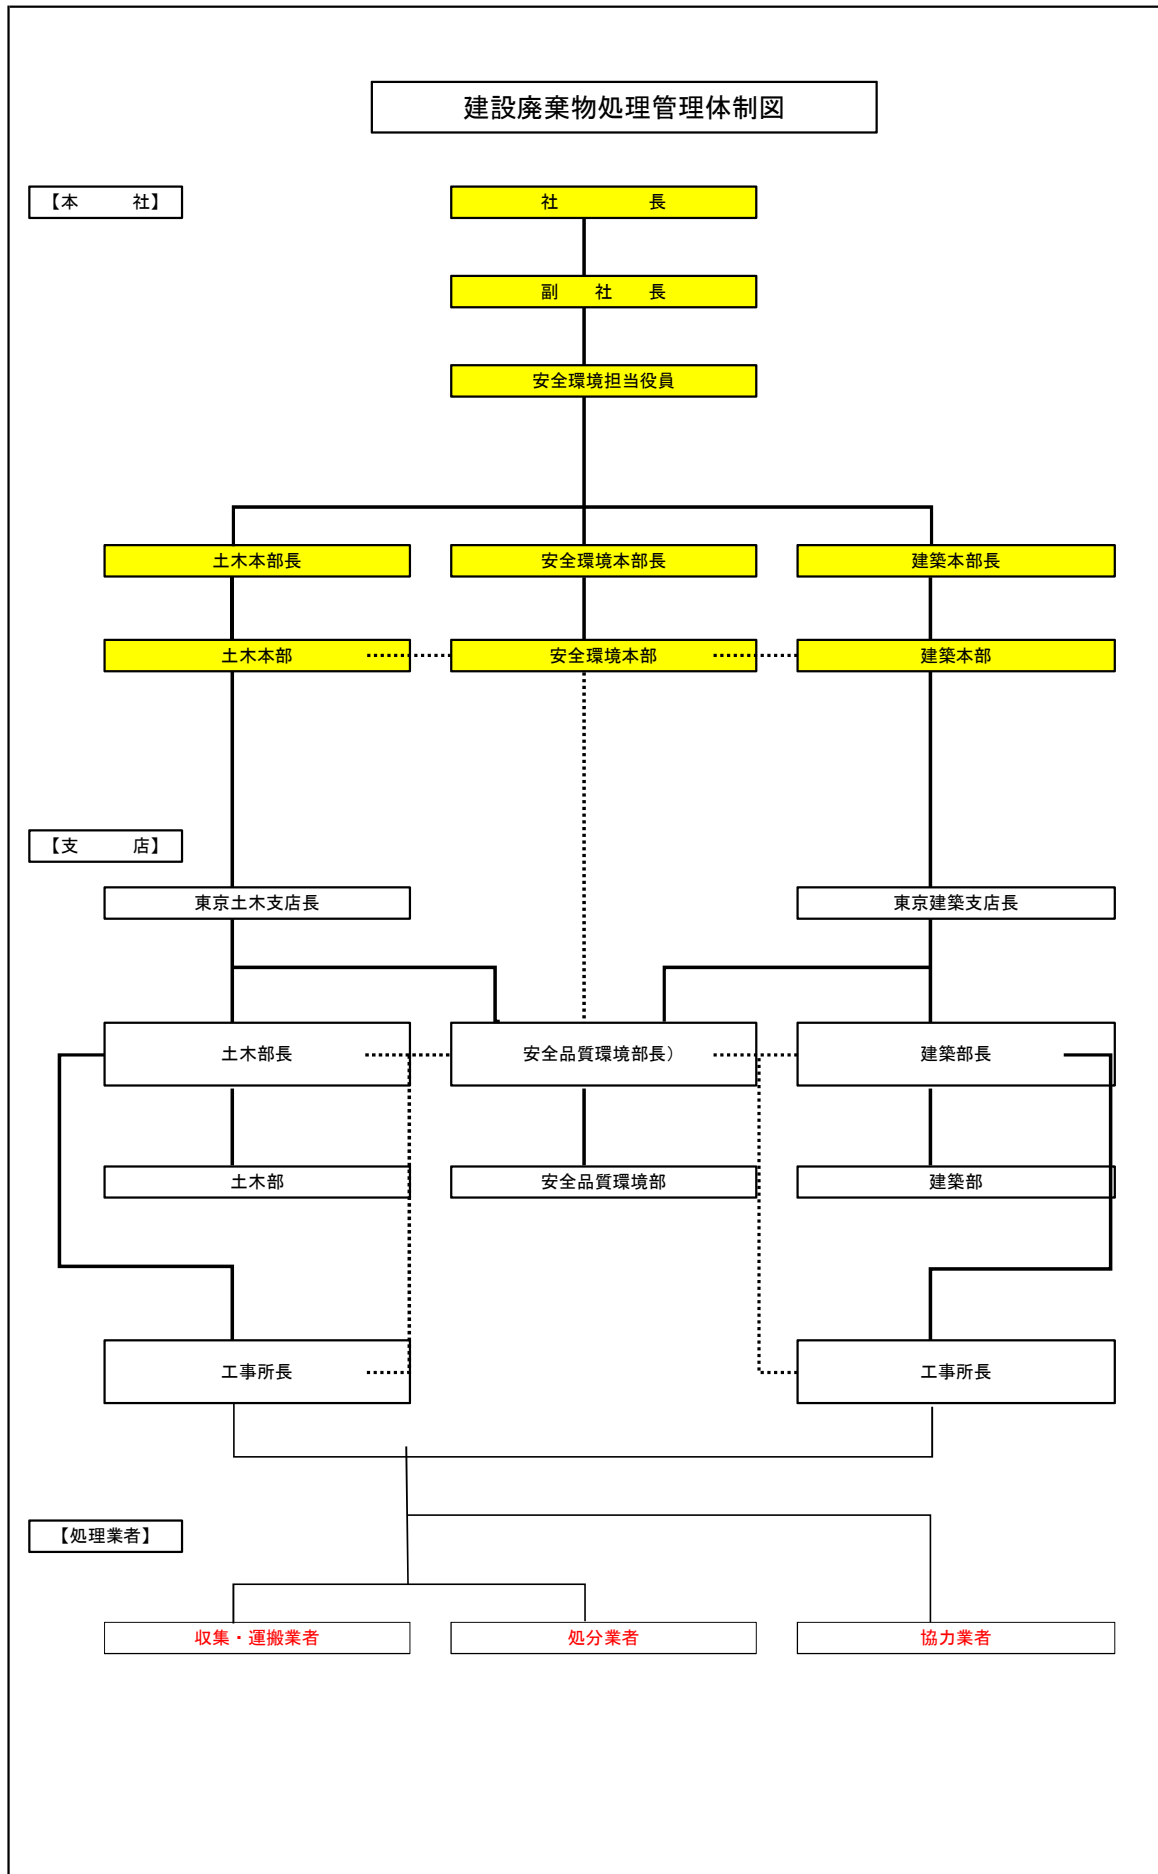 建設廃棄物処理管理体制図
【本　　　社】
社　　　　　長
副　　社　　長
安全環境担当役員
土木本部長
安全環境本部長
建築本部長
土木本部
安全環境本部
建築本部
【支　　　店】
東京土木支店長
東京建築支店長
土木部長
安全品質環境部長）
建築部長
土木部
安全品質環境部
建築部
工事所長
工事所長
【処理業者】
収集・運搬業者
処分業者
協力業者